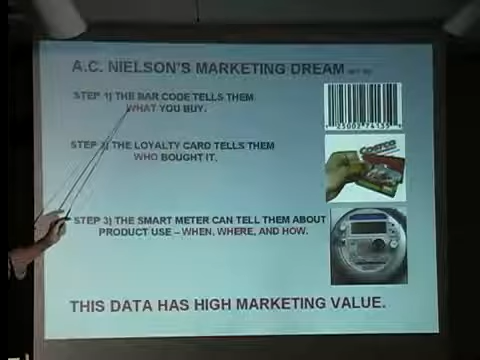 A.C. NIELSON'S MARKETING DREAM
STEP 1) THE BAR CODE TELLS THEM
WHAT YOU BUY.
STEP 2) THE LOYALTY CARD TELLS THEM
WHO BOUGHT IT.
STEP 3) THE SMART METER CAN TELL THEM ABOUT
PRODUCT USE – WHEN, WHERE, AND HOW.
THIS DATA HAS HIGH MARKETING VALUE.